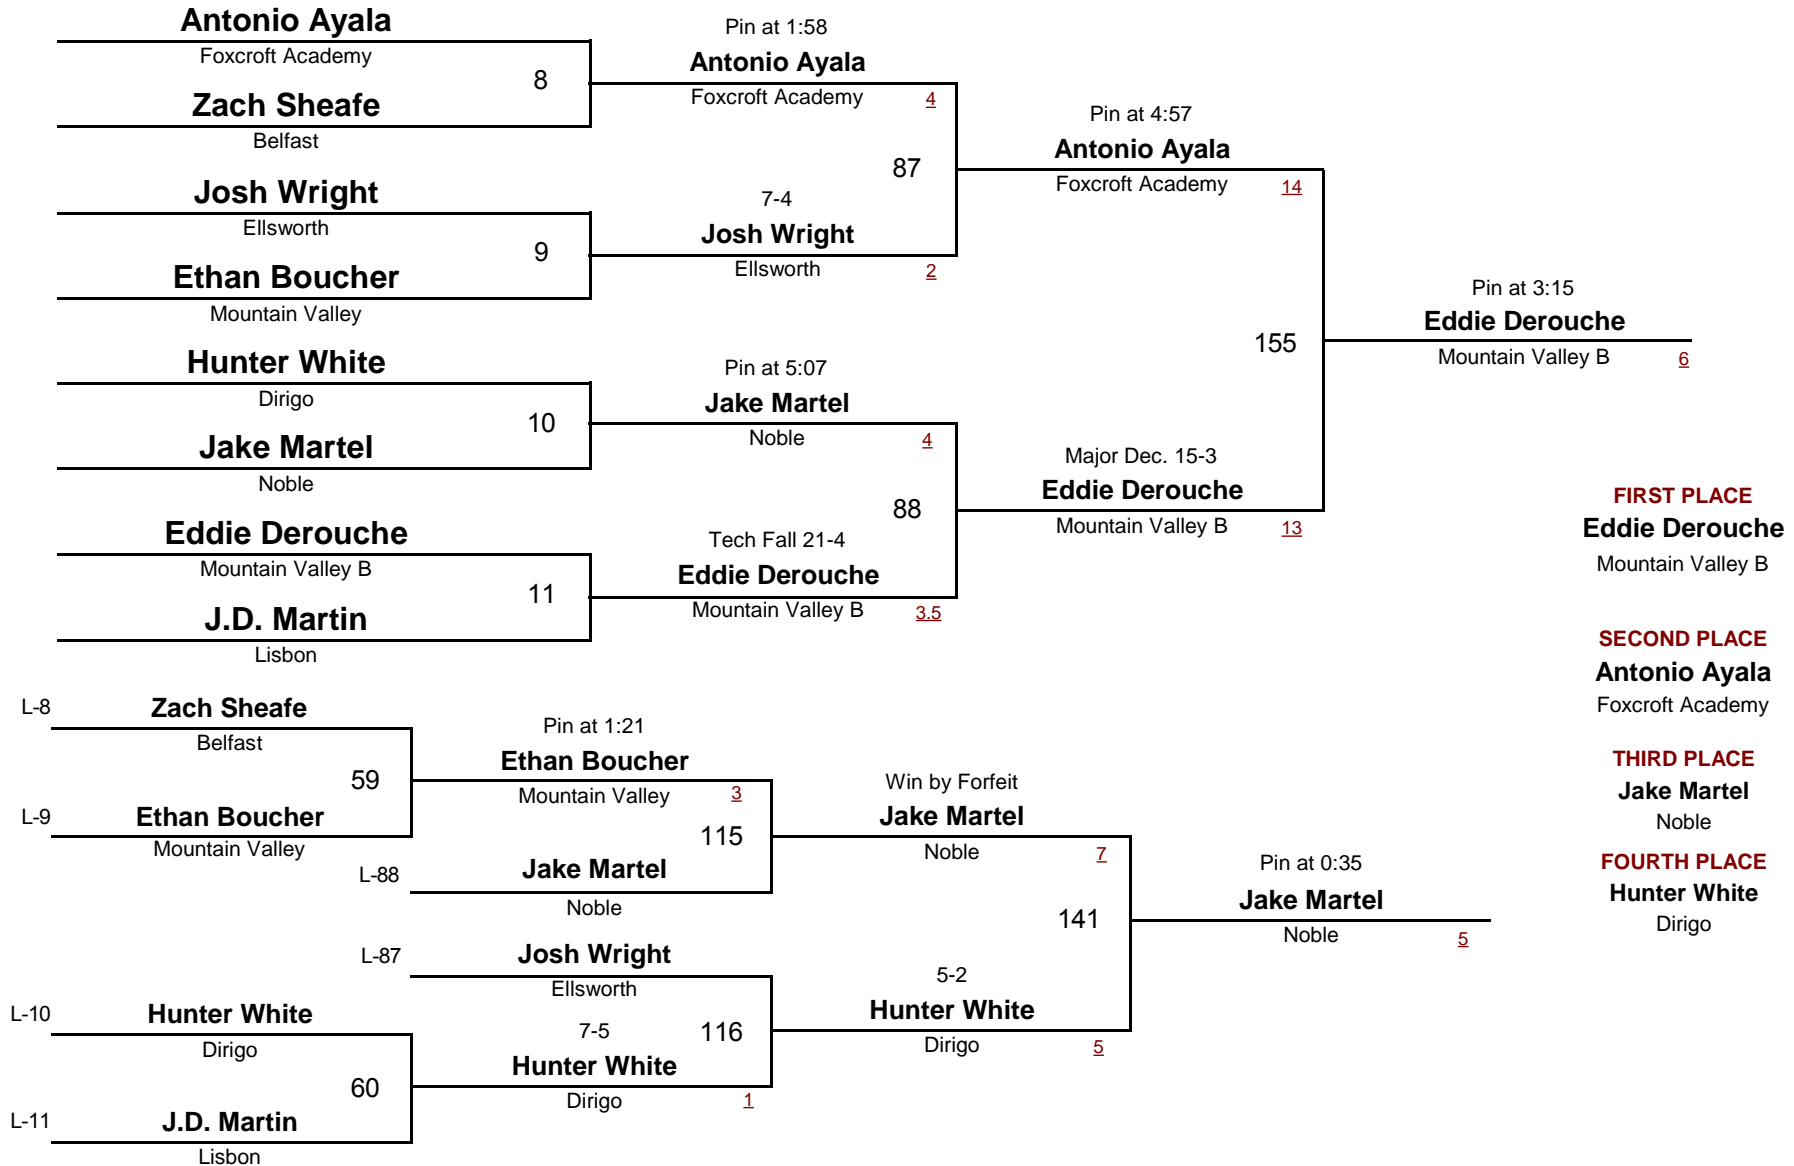 Antonio Ayala
Foxcroft Academy
8
Zach Sheafe
Belfast
Josh Wright
Ellsworth
9
Ethan Boucher
Mountain Valley
Hunter White
Dirigo
10
Jake Martel
Noble
Eddie Derouche
Mountain Valley B
11
J.D. Martin
Lisbon
Pin at 1:58
Antonio Ayala
Foxcroft Academy 4
87
7-4
Josh Wright
Ellsworth 2
Pin at 5:07
Jake Martel
Noble 4
88
Tech Fall 21-4
Eddie Derouche
Mountain Valley B 3.5
Pin at 4:57
Antonio Ayala
Foxcroft Academy 14
155
Major Dec. 15-3
Eddie Derouche
Mountain Valley B 13
Pin at 3:15
Eddie Derouche
Mountain Valley B 6
FIRST PLACE
Eddie Derouche
Mountain Valley B
SECOND PLACE
Antonio Ayala
Foxcroft Academy
THIRD PLACE
Jake Martel
Noble
FOURTH PLACE
Hunter White
Dirigo
L-8 Zach Sheafe
Belfast
59
L-9 Ethan Boucher
Mountain Valley
Pin at 1:21
Ethan Boucher
Mountain Valley 3
115
L-88 Jake Martel
Noble
L-87 Josh Wright
Ellsworth
L-10 Hunter White
Dirigo
60
L-11 J.D. Martin
Lisbon
7-5 116
Hunter White
Dirigo 1
Win by Forfeit
Jake Martel
Noble 7
141
5-2
Hunter White
Dirigo 5
Pin at 0:35
Jake Martel
Noble 5